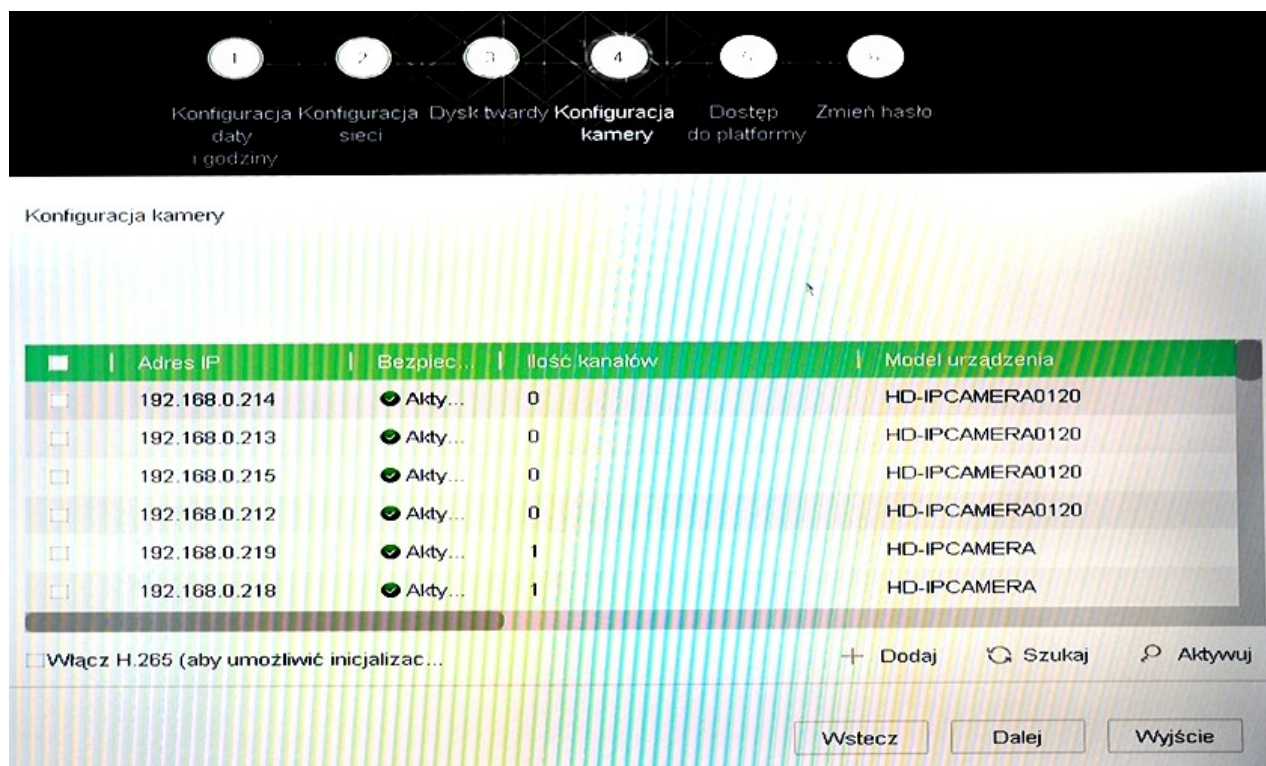 1 2 3 4 5 6
Konfiguracja daty i godziny
Konfiguracja sieci
Dysk twardy
Konfiguracja kamery
Dostęp do platformy
Zmień hasło
Konfiguracja kamery
Adres IP Bezpiec... Ilość kanałów Model urządzenia
192.168.0.214 Akty... 0 HD-IPCAMERA0120
192.168.0.213 Akty... 0 HD-IPCAMERA0120
192.168.0.215 Akty... 0 HD-IPCAMERA0120
192.168.0.212 Akty... 0 HD-IPCAMERA0120
192.168.0.219 Akty... 1 HD-IPCAMERA
192.168.0.218 Akty... 1 HD-IPCAMERA
Włącz H.265 (aby umożliwić inicjalizac...
Dodaj Szukaj Aktywuj
Wstecz Dalej Wyjście